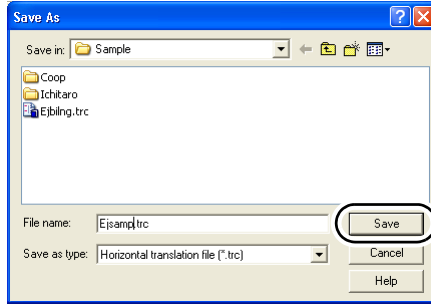 Save As
Save in: Sample
Coop
Ichitaro
Ejbilng.trc
File name: Ejsamp.trc Save
Save as type: Horizontal translation file (*.trc) Cancel
Help